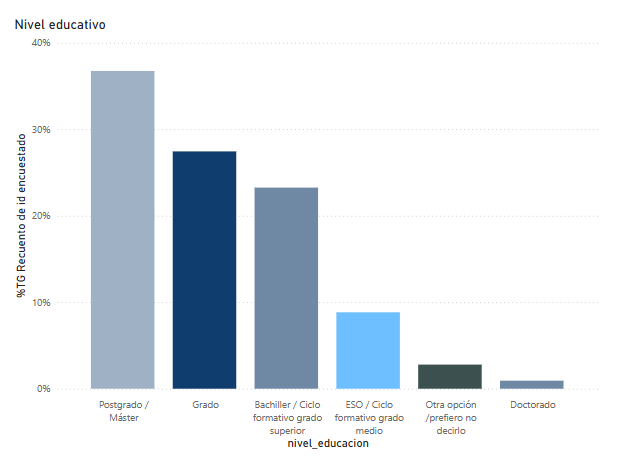 Nivel educativo
40%
30%
20%
10%
0%
%TG Recuento de id encuestado
Postgrado /
Máster
Grado
Bachiller / Ciclo
formativo grado
superior
ESO / Ciclo
formativo grado
medio
Otra opción
/prefiero no
decirlo
Doctorado
nivel_educacion